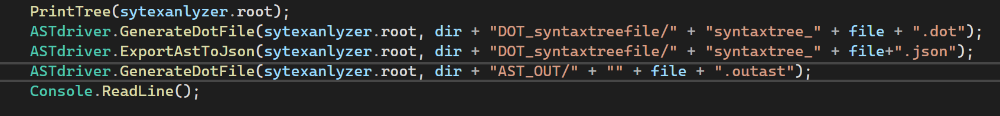 PrintTree(sytexanlyzer.root);
ASTdriver.GenerateDotFile(sytexanlyzer.root, dir + "DOT_syntaxtreefile/" + "syntaxtree_" + file + ".dot");
ASTdriver.ExportAstToJson(sytexanlyzer.root, dir + "DOT_syntaxtreefile/" + "syntaxtree_" + file+".json");
ASTdriver.GenerateDotFile(sytexanlyzer.root, dir + "AST_OUT/" + "" + file + ".outast");
Console.ReadLine();